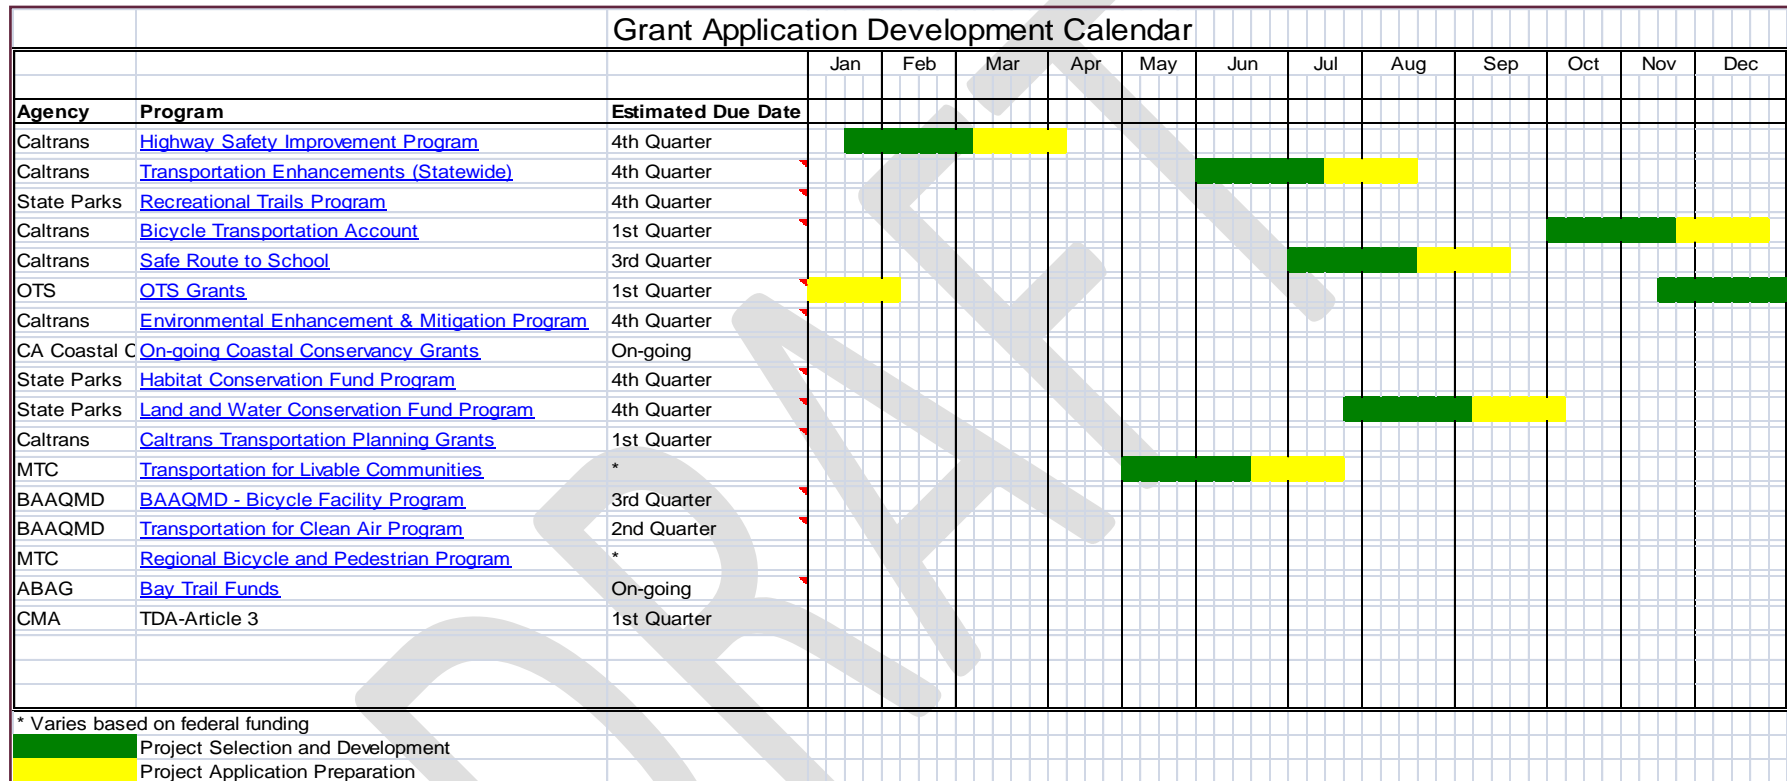 Grant Application Development Calendar
Jan Feb Mar Apr May Jun Jul Aug Sep Oct Nov Dec
Agency Program Estimated Due Date
Caltrans Highway Safety Improvement Program 4th Quarter
Caltrans Transportation Enhancements (Statewide) 4th Quarter
State Parks Recreational Trails Program 4th Quarter
Caltrans Bicycle Transportation Account 1st Quarter
Caltrans Safe Route to School 3rd Quarter
OTS OTS Grants 1st Quarter
Caltrans Environmental Enhancement & Mitigation Program 4th Quarter
CA Coastal C On-going Coastal Conservancy Grants On-going
State Parks Habitat Conservation Fund Program 4th Quarter
State Parks Land and Water Conservation Fund Program 4th Quarter
Caltrans Caltrans Transportation Planning Grants 1st Quarter
MTC Transportation for Livable Communities *
BAAQMD BAAQMD - Bicycle Facility Program 3rd Quarter
BAAQMD Transportation for Clean Air Program 2nd Quarter
MTC Regional Bicycle and Pedestrian Program *
ABAG Bay Trail Funds On-going
CMA TDA-Article 3 1st Quarter
* Varies based on federal funding
Project Selection and Development
Project Application Preparation
DRAFT